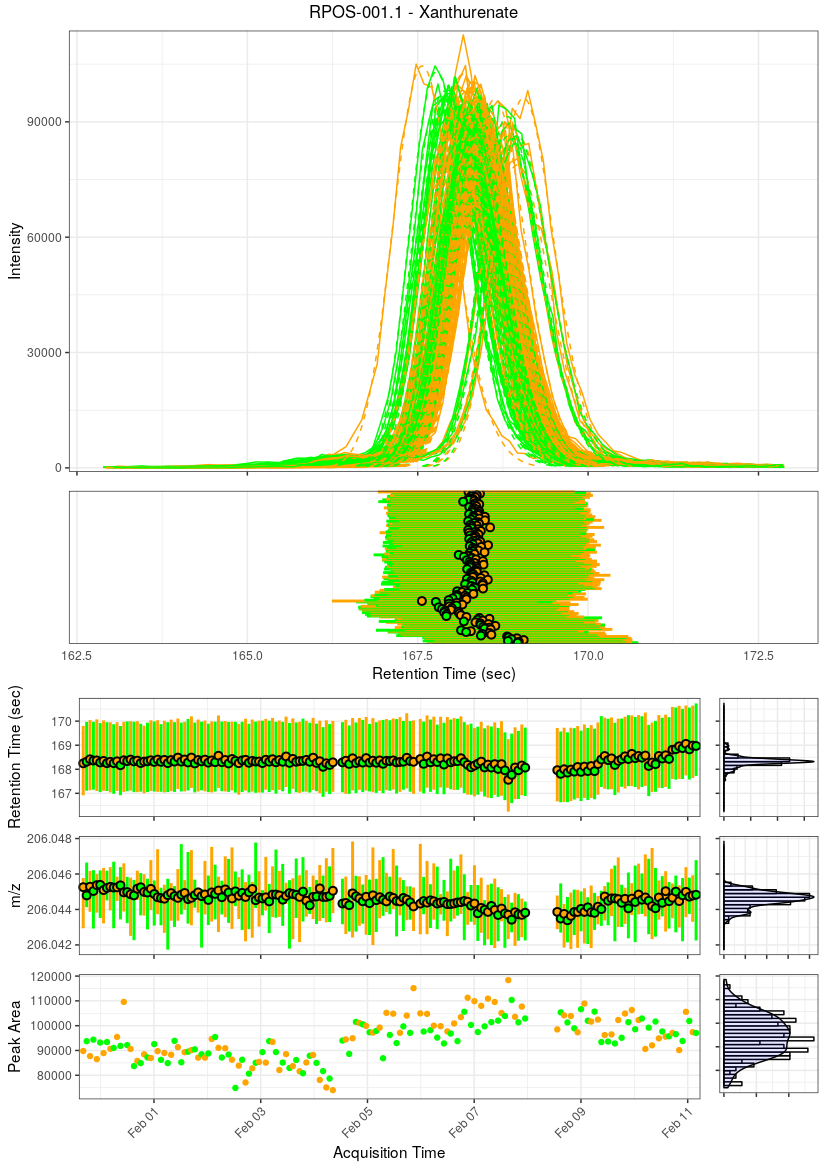 RPOS-001.1 - Xanthurenate
90000
60000
30000
0
Intensity
162.5 165.0 167.5 170.0 172.5
Retention Time (sec)
170
169
168
167
Retention Time (sec)
206.048
206.046
206.044
206.042
m/z
120000
110000
100000
90000
80000
Peak Area
Feb 01 Feb 03 Feb 05 Feb 07 Feb 09 Feb 11
Acquisition Time